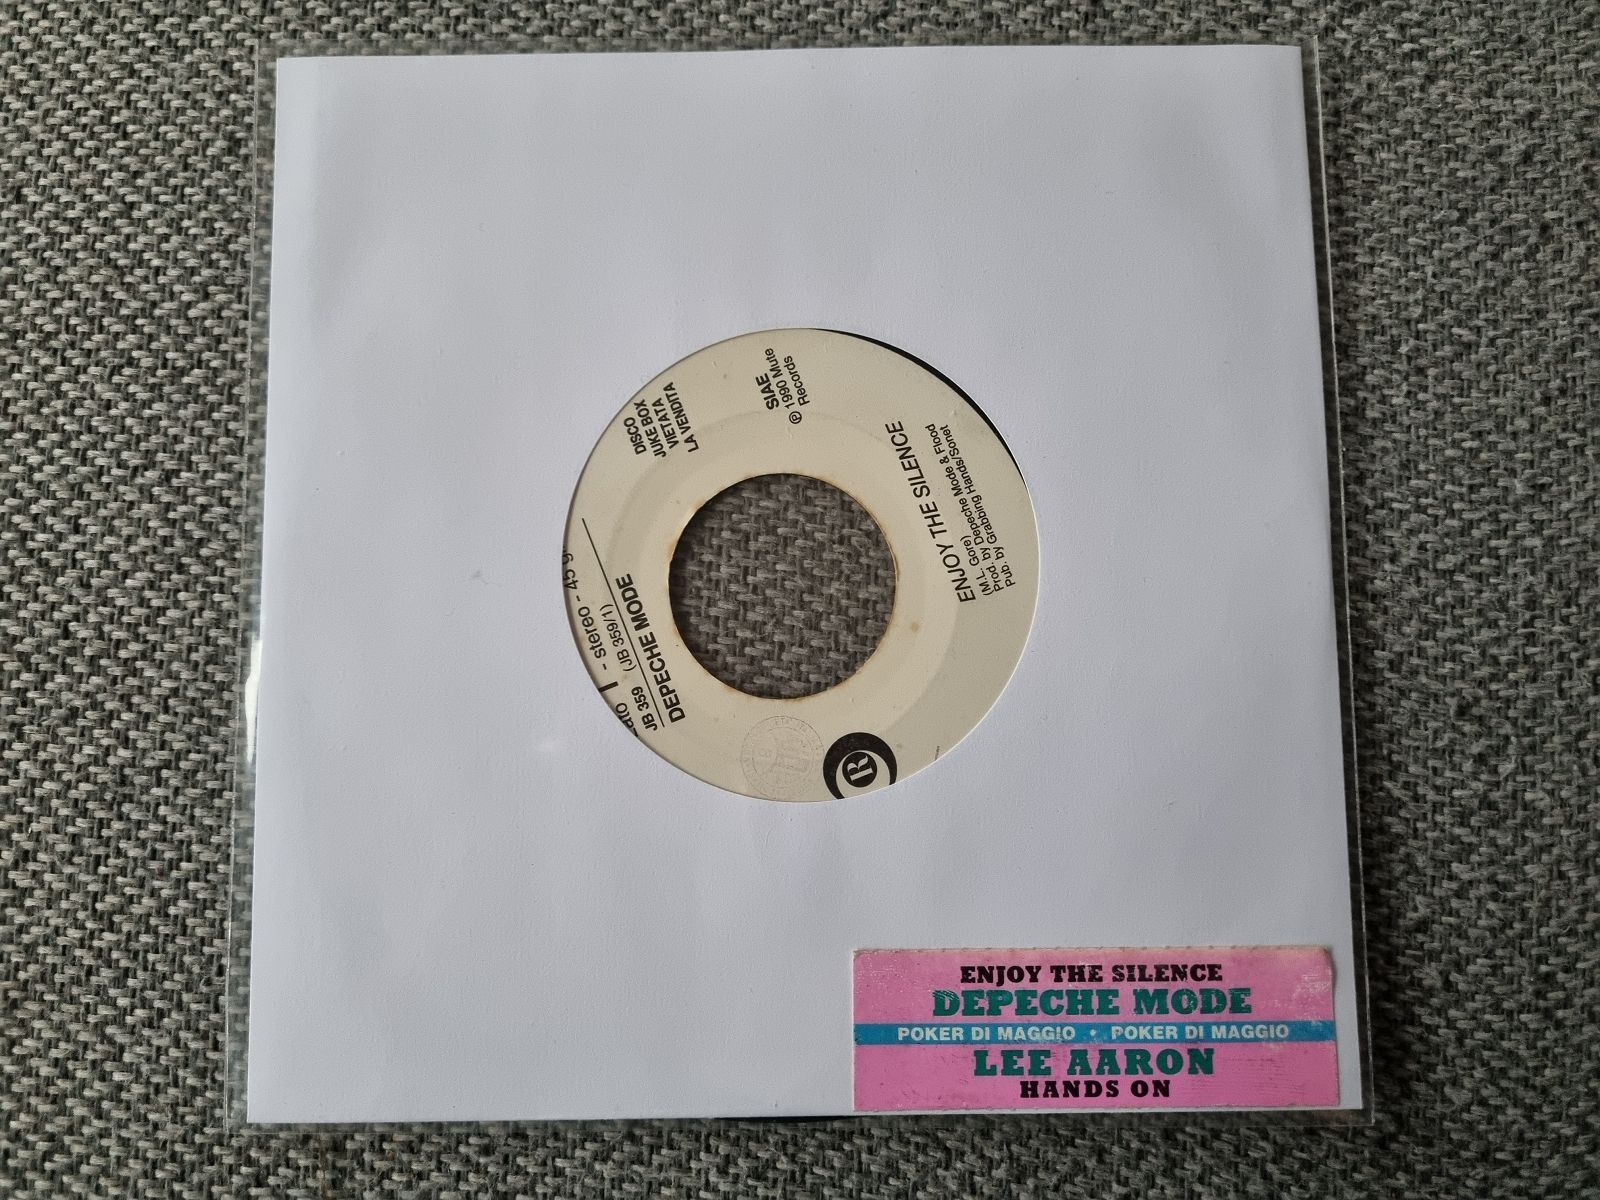 DISCO
JUKE BOX
VIETATA
LA VENDITA
SIAE
℗ 1990 Mute
Records
- stereo - 45
JB 359 (JB 359/1)
DEPECHE MODE
ENJOY THE SILENCE
(M.L. Gore)
Prod. by Depeche Mode & Flood
Pub. by Grabbing Hands/Sonet
R
ENJOY THE SILENCE
DEPECHE MODE
POKER DI MAGGIO • POKER DI MAGGIO
LEE AARON
HANDS ON